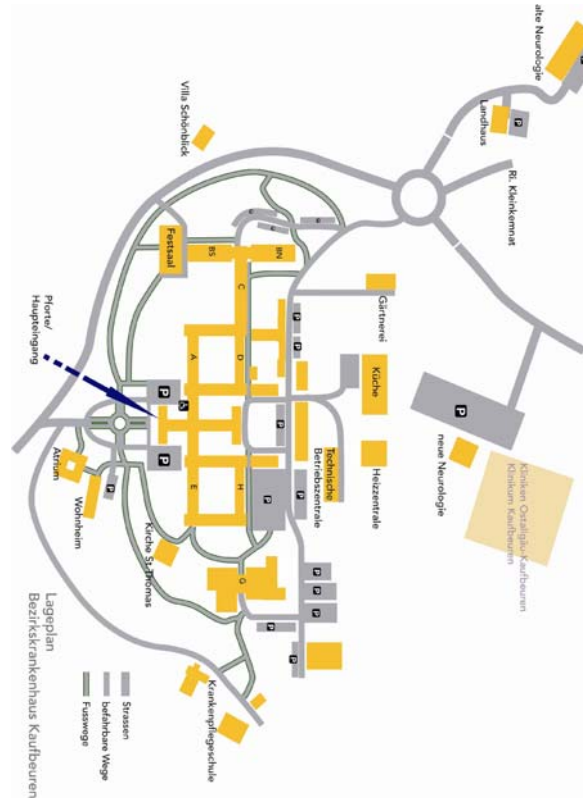 alte Neurologie
P
Landhaus
P
Ri. Kleinkemnat
Villa Schönblick
Festsaal
BS
BN
C
Gärtnerei
P
P
Pforte/
Haupteingang
A
D
Küche
P
neue Neurologie
Kliniken Ostallgäu-Kaufbeuren
Klinikum Kaufbeuren
P
P
P
Technische
Betriebszentrale
Heizzentrale
E
H
P
P
Atrium
Wohnheim
P
Kirche St.Thomas
G
P
P
P
P
P
Krankenpflegeschule
Lageplan
Bezirkskrankenhaus Kaufbeuren
Strassen
befahrbare Wege
Fusswege